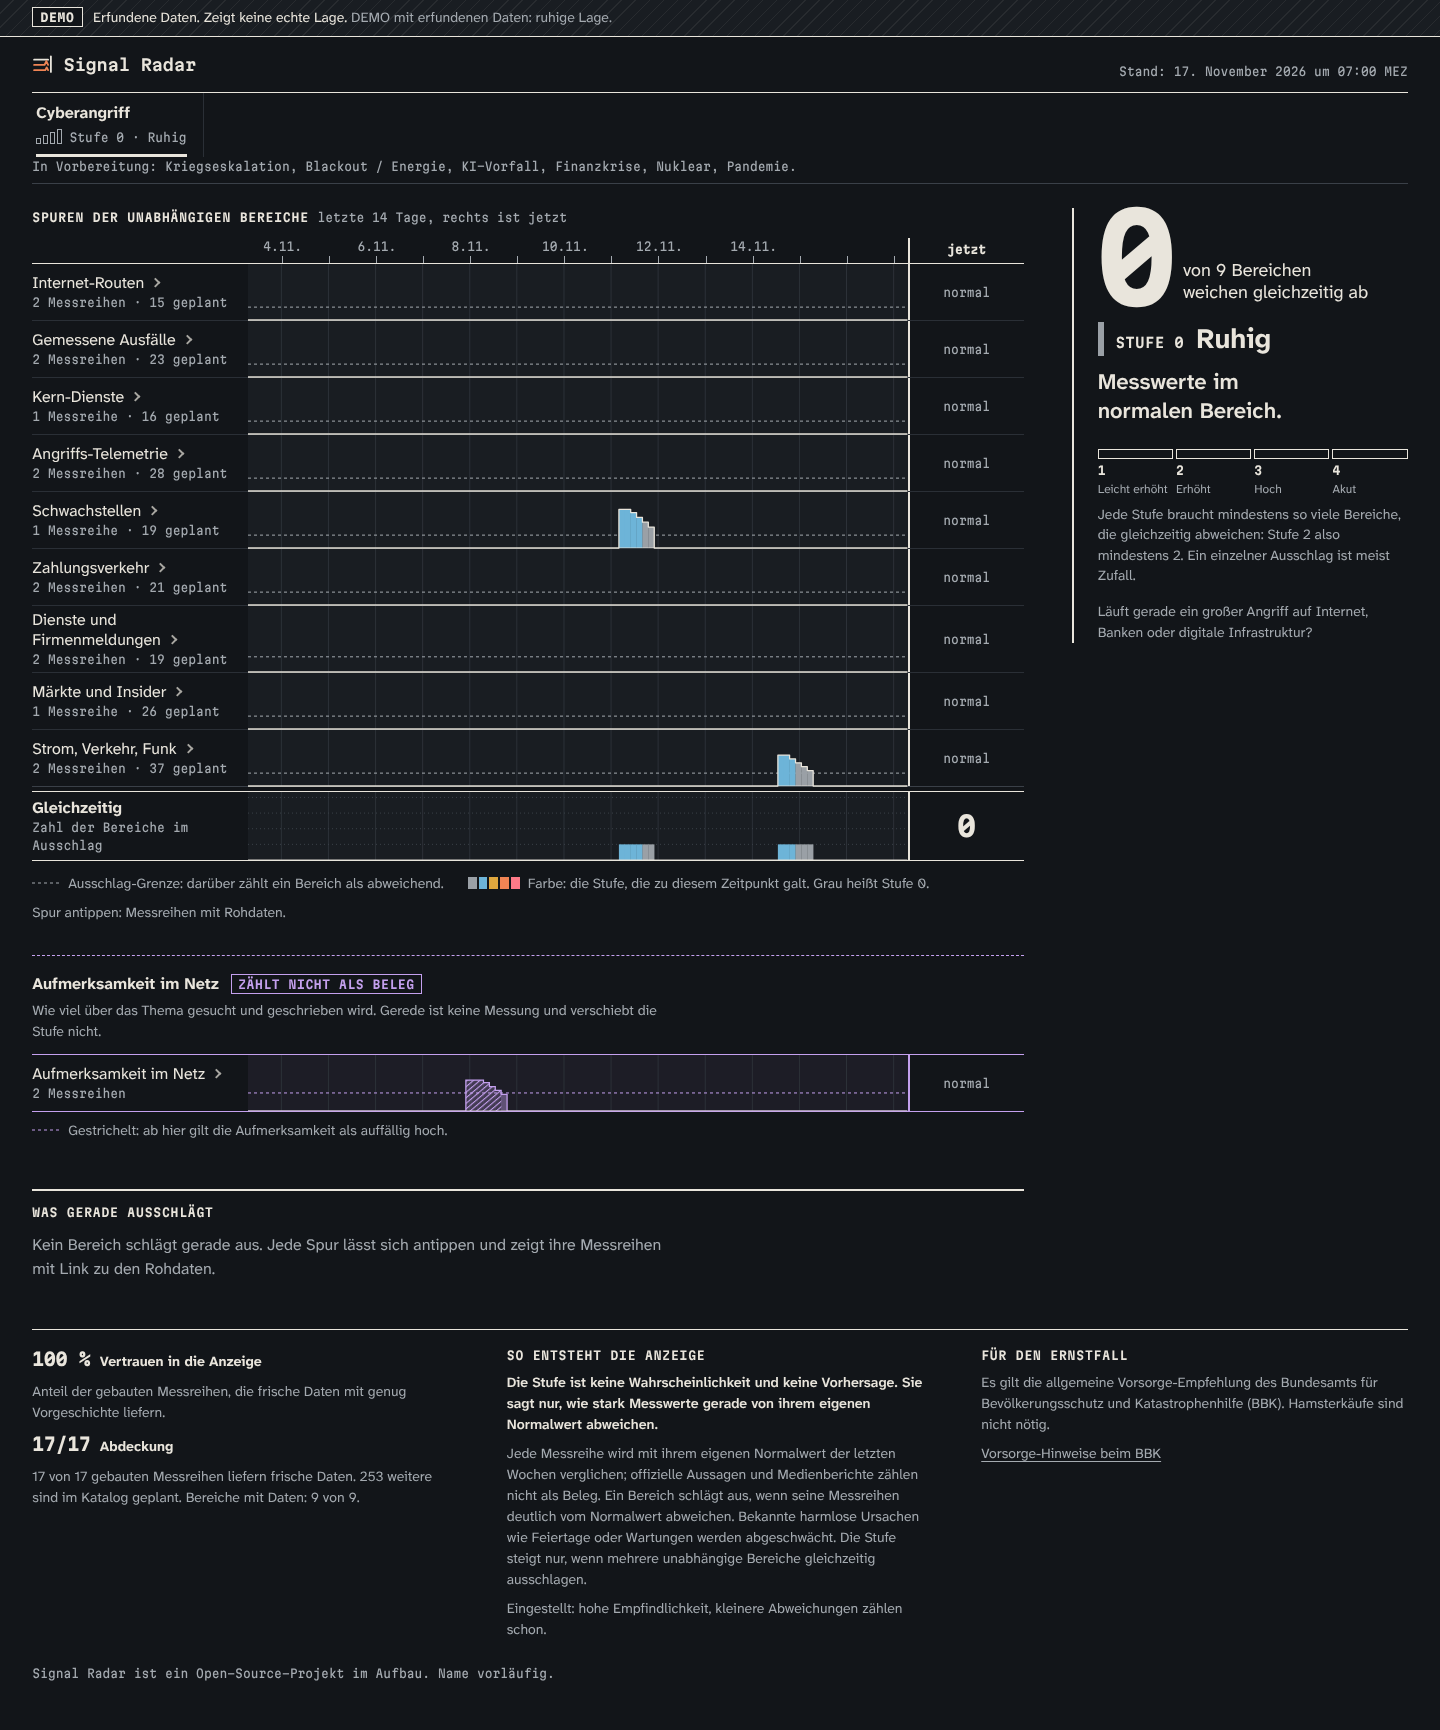 DEMO Erfundene Daten. Zeigt keine echte Lage. DEMO mit erfundenen Daten: ruhige Lage.
Signal Radar
Stand: 17. November 2026 um 07:00 MEZ
Cyberangriff
Stufe 0 · Ruhig
In Vorbereitung: Kriegseskalation, Blackout / Energie, KI-Vorfall, Finanzkrise, Nuklear, Pandemie.
SPUREN DER UNABHÄNGIGEN BEREICHE letzte 14 Tage, rechts ist jetzt
4.11. 6.11. 8.11. 10.11. 12.11. 14.11. jetzt
Internet-Routen
2 Messreihen · 15 geplant
normal
Gemessene Ausfälle
2 Messreihen · 23 geplant
normal
Kern-Dienste
1 Messreihe · 16 geplant
normal
Angriffs-Telemetrie
2 Messreihen · 28 geplant
normal
Schwachstellen
1 Messreihe · 19 geplant
normal
Zahlungsverkehr
2 Messreihen · 21 geplant
normal
Dienste und
Firmenmeldungen
2 Messreihen · 19 geplant
normal
Märkte und Insider
1 Messreihe · 26 geplant
normal
Strom, Verkehr, Funk
2 Messreihen · 37 geplant
normal
Gleichzeitig
Zahl der Bereiche im
Ausschlag
0
Ausschlag-Grenze: darüber zählt ein Bereich als abweichend.
Farbe: die Stufe, die zu diesem Zeitpunkt galt. Grau heißt Stufe 0.
Spur antippen: Messreihen mit Rohdaten.
0 von 9 Bereichen
weichen gleichzeitig ab
STUFE 0 Ruhig
Messwerte im
normalen Bereich.
1 2 3 4
Leicht erhöht Erhöht Hoch Akut
Jede Stufe braucht mindestens so viele Bereiche,
die gleichzeitig abweichen: Stufe 2 also
mindestens 2. Ein einzelner Ausschlag ist meist
Zufall.
Läuft gerade ein großer Angriff auf Internet,
Banken oder digitale Infrastruktur?
Aufmerksamkeit im Netz ZÄHLT NICHT ALS BELEG
Wie viel über das Thema gesucht und geschrieben wird. Gerede ist keine Messung und verschiebt die
Stufe nicht.
Aufmerksamkeit im Netz
2 Messreihen
normal
Gestrichelt: ab hier gilt die Aufmerksamkeit als auffällig hoch.
WAS GERADE AUSSCHLÄGT
Kein Bereich schlägt gerade aus. Jede Spur lässt sich antippen und zeigt ihre Messreihen
mit Link zu den Rohdaten.
100 % Vertrauen in die Anzeige
Anteil der gebauten Messreihen, die frische Daten mit genug
Vorgeschichte liefern.
17/17 Abdeckung
17 von 17 gebauten Messreihen liefern frische Daten. 253 weitere
sind im Katalog geplant. Bereiche mit Daten: 9 von 9.
SO ENTSTEHT DIE ANZEIGE
Die Stufe ist keine Wahrscheinlichkeit und keine Vorhersage. Sie
sagt nur, wie stark Messwerte gerade von ihrem eigenen
Normalwert abweichen.
Jede Messreihe wird mit ihrem eigenen Normalwert der letzten
Wochen verglichen; offizielle Aussagen und Medienberichte zählen
nicht als Beleg. Ein Bereich schlägt aus, wenn seine Messreihen
deutlich vom Normalwert abweichen. Bekannte harmlose Ursachen
wie Feiertage oder Wartungen werden abgeschwächt. Die Stufe
steigt nur, wenn mehrere unabhängige Bereiche gleichzeitig
ausschlagen.
Eingestellt: hohe Empfindlichkeit, kleinere Abweichungen zählen
schon.
FÜR DEN ERNSTFALL
Es gilt die allgemeine Vorsorge-Empfehlung des Bundesamts für
Bevölkerungsschutz und Katastrophenhilfe (BBK). Hamsterkäufe sind
nicht nötig.
Vorsorge-Hinweise beim BBK
Signal Radar ist ein Open-Source-Projekt im Aufbau. Name vorläufig.